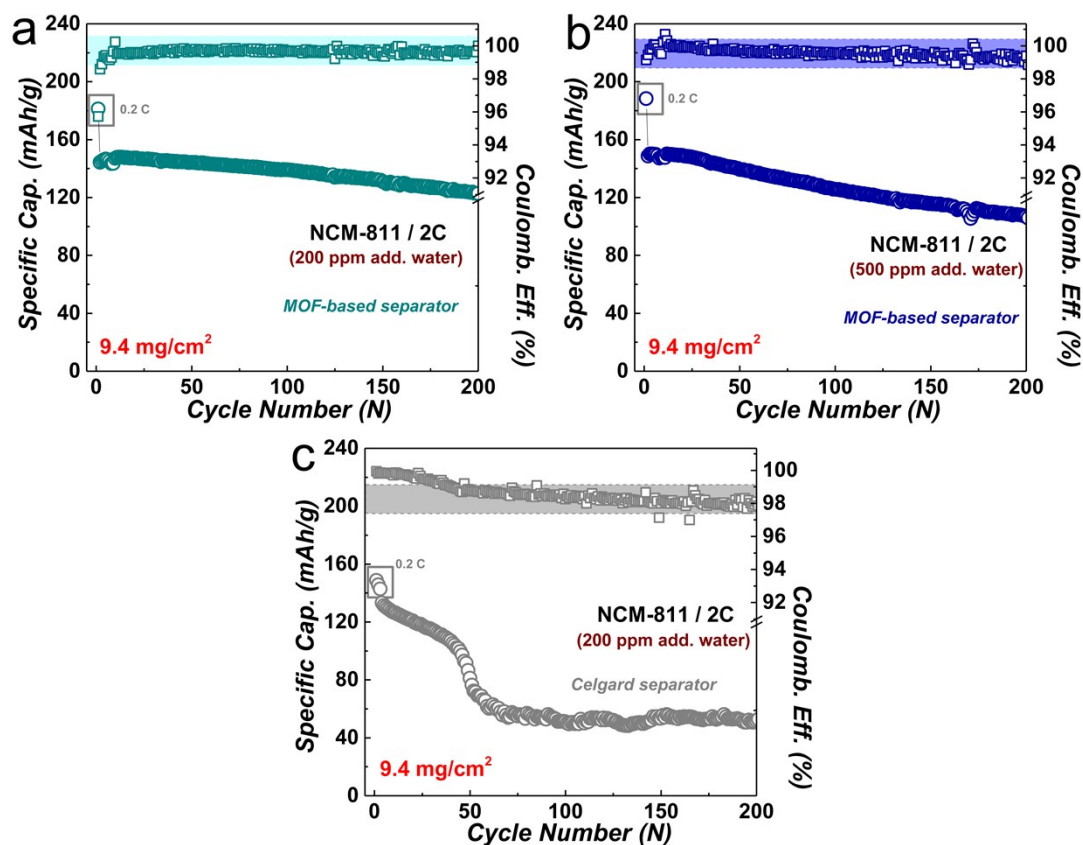 a
240
200
160
120
80
40
0
Specific Cap. (mAh/g)
0.2 C
NCM-811 / 2C
(200 ppm add. water)
MOF-based separator
9.4 mg/cm²
0 50 100 150 200
Cycle Number (N)
100
98
96
94
92
Coulomb. Eff. (%)
b
240
200
160
120
80
40
0
Specific Cap. (mAh/g)
0.2 C
NCM-811 / 2C
(500 ppm add. water)
MOF-based separator
9.4 mg/cm²
0 50 100 150 200
Cycle Number (N)
100
98
96
94
92
Coulomb. Eff. (%)
c
240
200
160
120
80
40
0
Specific Cap. (mAh/g)
0.2 C
NCM-811 / 2C
(200 ppm add. water)
Celgard separator
9.4 mg/cm²
0 50 100 150 200
Cycle Number (N)
100
98
96
94
92
Coulomb. Eff. (%)